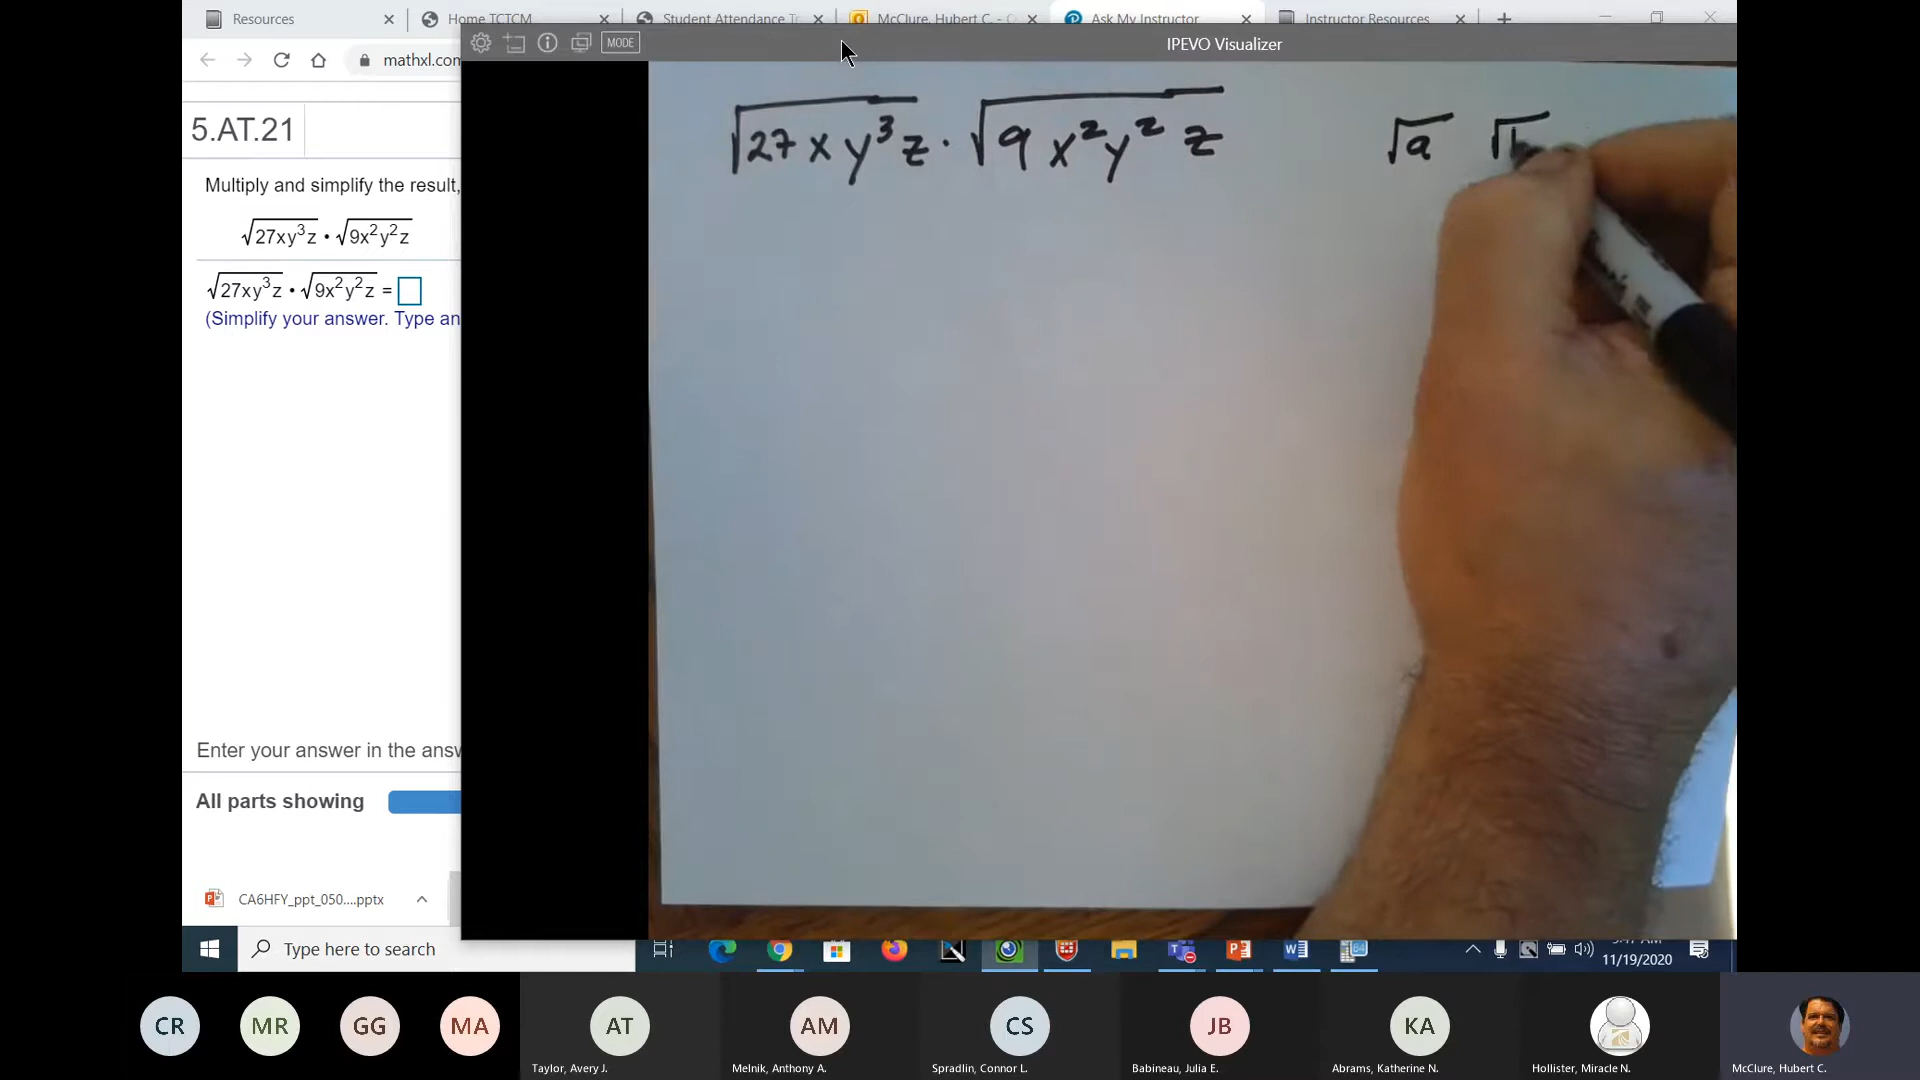 Resources
Home TCTCM
Student Attendance Tr
McClure, Hubert C. -
Ask My Instructor
Instructor Resources
mathxl.com
MODE
IPEVO Visualizer
5.AT.21
Multiply and simplify the result,
√27xy³z • √9x²y²z
√27xy³z • √9x²y²z =
(Simplify your answer. Type an
√27xy³z · √9x²y²z
√a √b
Enter your answer in the answ
All parts showing
CA6HFY_ppt_050....pptx
Type here to search
11/19/2020
CR
MR
GG
MA
AT
AM
CS
JB
KA
Taylor, Avery J.
Melnik, Anthony A.
Spradlin, Connor L.
Babineau, Julia E.
Abrams, Katherine N.
Hollister, Miracle N.
McClure, Hubert C.